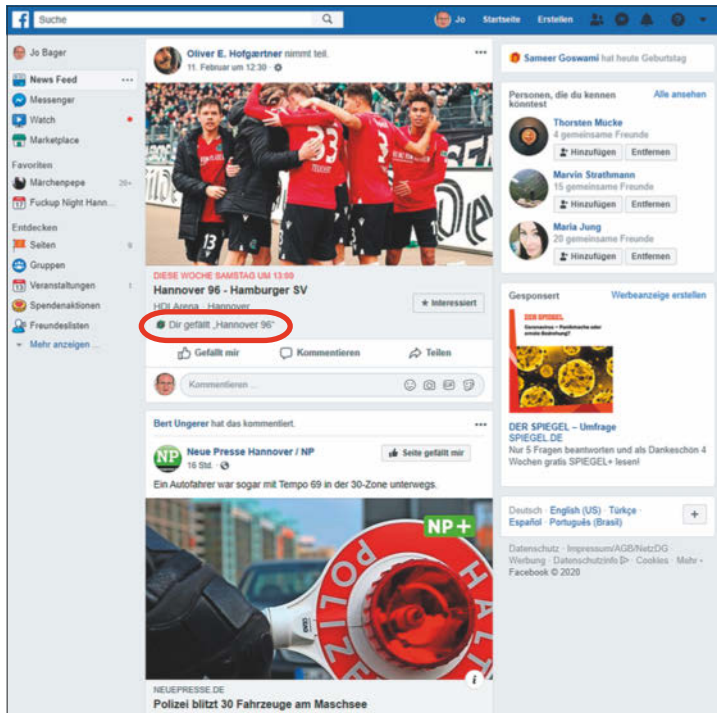 Suche
Jo
Startseite
Erstellen
Jo Bager
News Feed
Messenger
Watch
Marketplace
Favoriten
Märchenpepe 20+
Fuckup Night Hann...
Entdecken
Seiten 9
Gruppen
Veranstaltungen 1
Spendenaktionen
Freundeslisten
Mehr anzeigen ...
Oliver E. Hofgærtner nimmt teil.
11. Februar um 12:30
DIESE WOCHE SAMSTAG UM 13:00
Hannover 96 - Hamburger SV
HDI Arena · Hannover
Interessiert
Dir gefällt „Hannover 96“
Gefällt mir
Kommentieren
Teilen
Kommentieren ...
GIF
Bert Ungerer hat das kommentiert.
NP
Neue Presse Hannover / NP
16 Std.
Seite gefällt mir
Ein Autofahrer war sogar mit Tempo 69 in der 30-Zone unterwegs.
NP+
HALT
POLIZEI
NEUEPRESSE.DE
Polizei blitzt 30 Fahrzeuge am Maschsee
Sameer Goswami hat heute Geburtstag
Personen, die du kennen
könntest
Alle ansehen
Thorsten Mücke
4 gemeinsame Freunde
Hinzufügen
Entfernen
Marvin Strathmann
15 gemeinsame Freunde
Hinzufügen
Entfernen
Maria Jung
20 gemeinsame Freunde
Hinzufügen
Entfernen
Gesponsert
Werbeanzeige erstellen
DER SPIEGEL
Coronavirus – Panikmache oder
ernste Bedrohung?
DER SPIEGEL – Umfrage
SPIEGEL.DE
Nur 5 Fragen beantworten und als Dankeschön 4
Wochen gratis SPIEGEL+ lesen!
Deutsch · English (US) · Türkçe ·
Español · Português (Brasil)
Datenschutz · Impressum/AGB/NetzDG ·
Werbung · Datenschutzinfo · Cookies · Mehr
Facebook © 2020